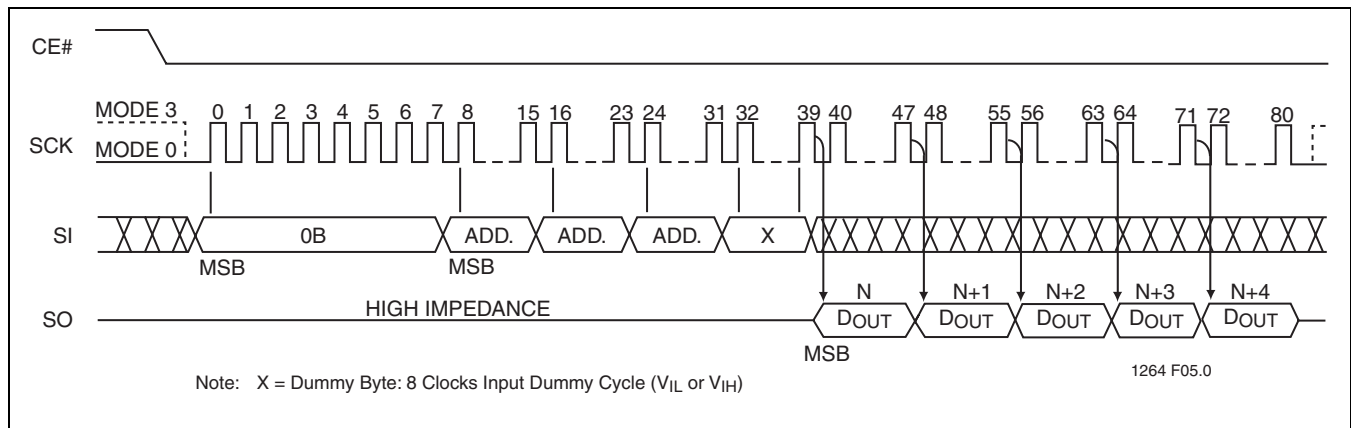 CE#
MODE 3
0 1 2 3 4 5 6 7 8 15 16 23 24 31 32 39 40 47 48 55 56 63 64 71 72 80
SCK
MODE 0
SI
0B ADD. ADD. ADD. X
MSB MSB
N N+1 N+2 N+3 N+4
HIGH IMPEDANCE
SO
DOUT DOUT DOUT DOUT DOUT
MSB
1264 F05.0
Note: X = Dummy Byte: 8 Clocks Input Dummy Cycle (VIL or VIH)